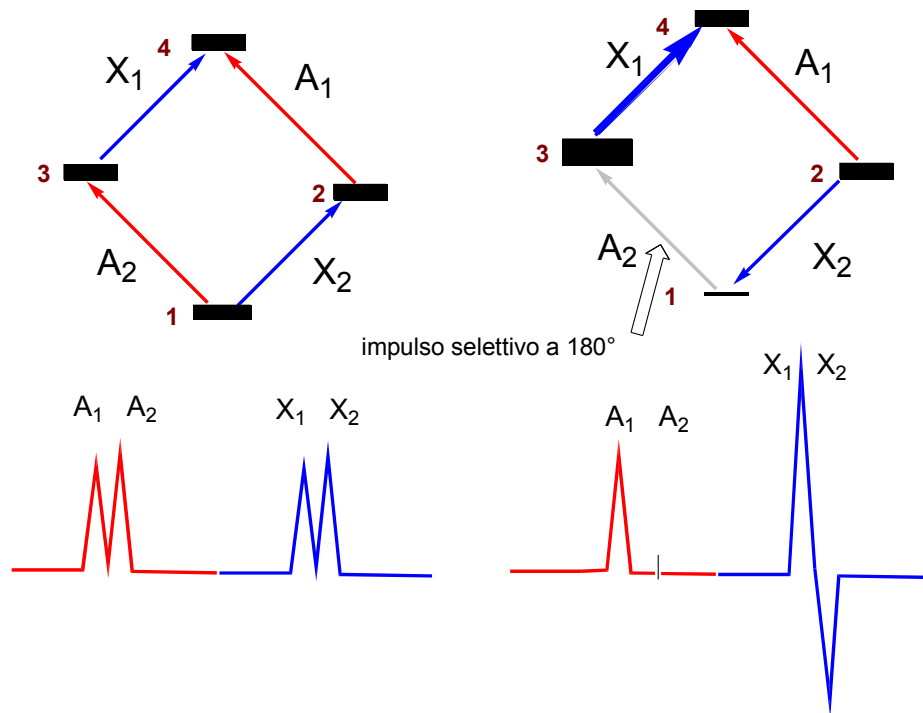 4
X1
A1
3
2
A2
X2
1
4
X1
A1
3
2
A2
X2
1
impulso selettivo a 180°
A1 A2
X1 X2
A1 A2
X1 X2